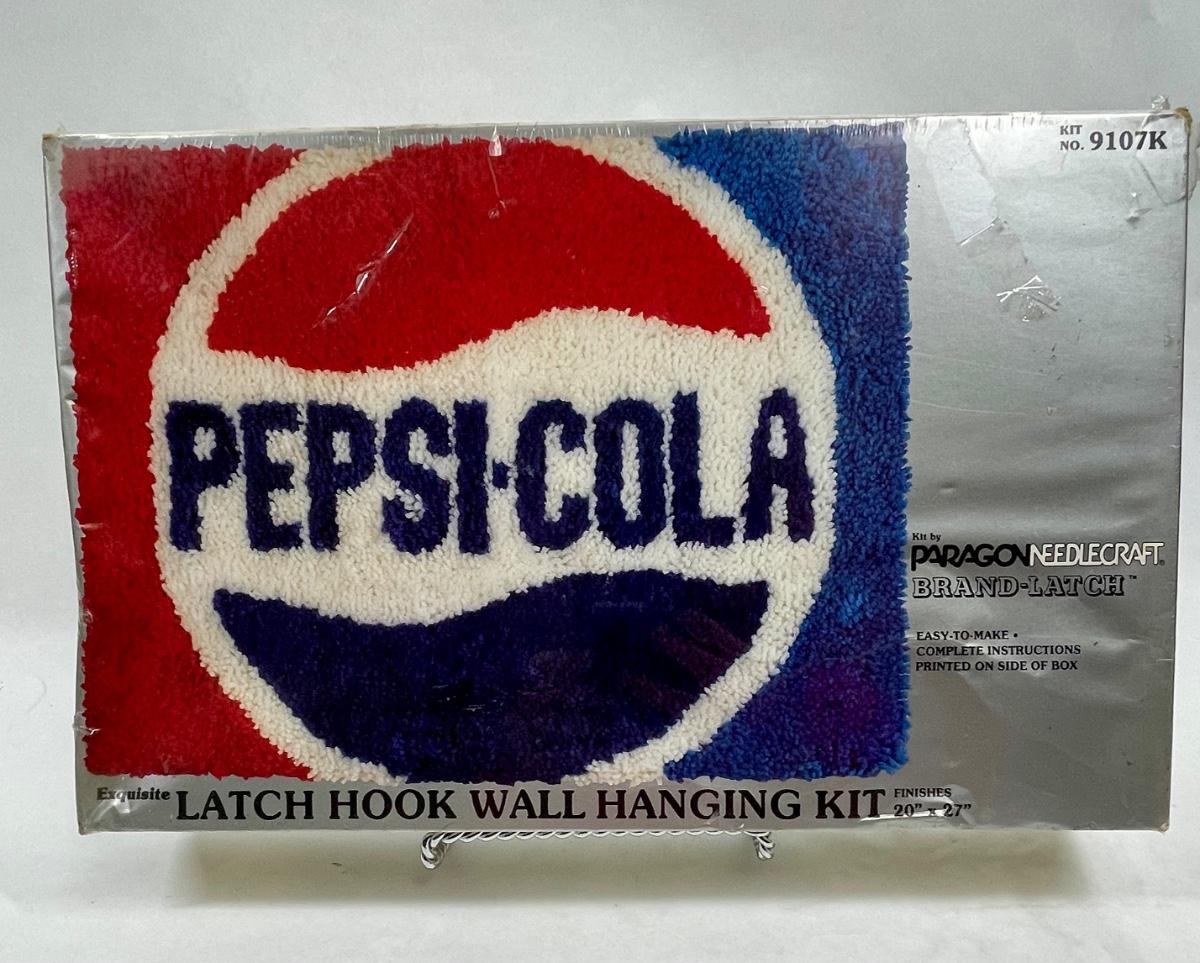 KIT
NO. 9107K
PEPSI·COLA
Kit by
PARAGON NEEDLECRAFT®
BRAND-LATCH™
EASY-TO-MAKE •
COMPLETE INSTRUCTIONS
PRINTED ON SIDE OF BOX
Exquisite LATCH HOOK WALL HANGING KIT FINISHES
20" x 27"